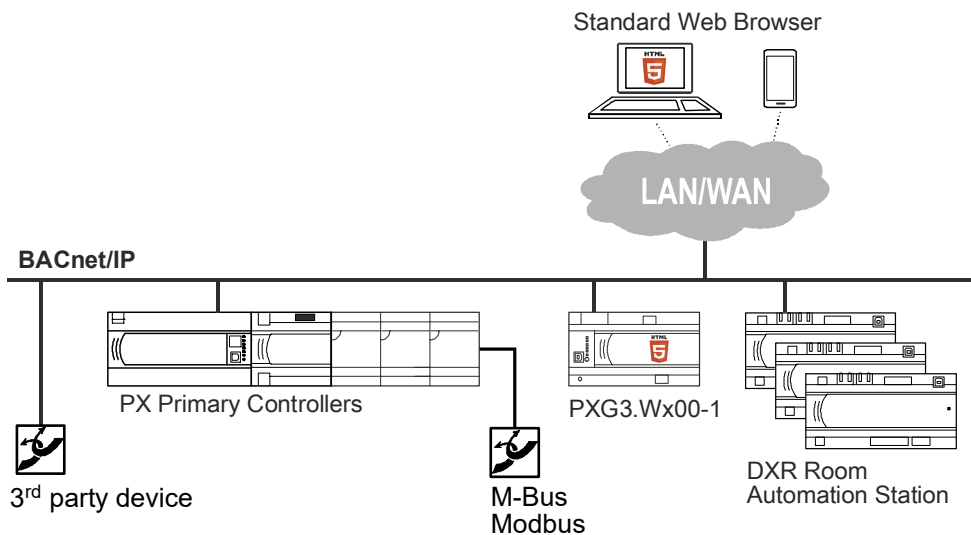 Standard Web Browser
HTML
5
LAN/WAN
BACnet/IP
HTML
5
PX Primary Controllers
PXG3.Wx00-1
3rd party device
M-Bus
Modbus
DXR Room
Automation Station